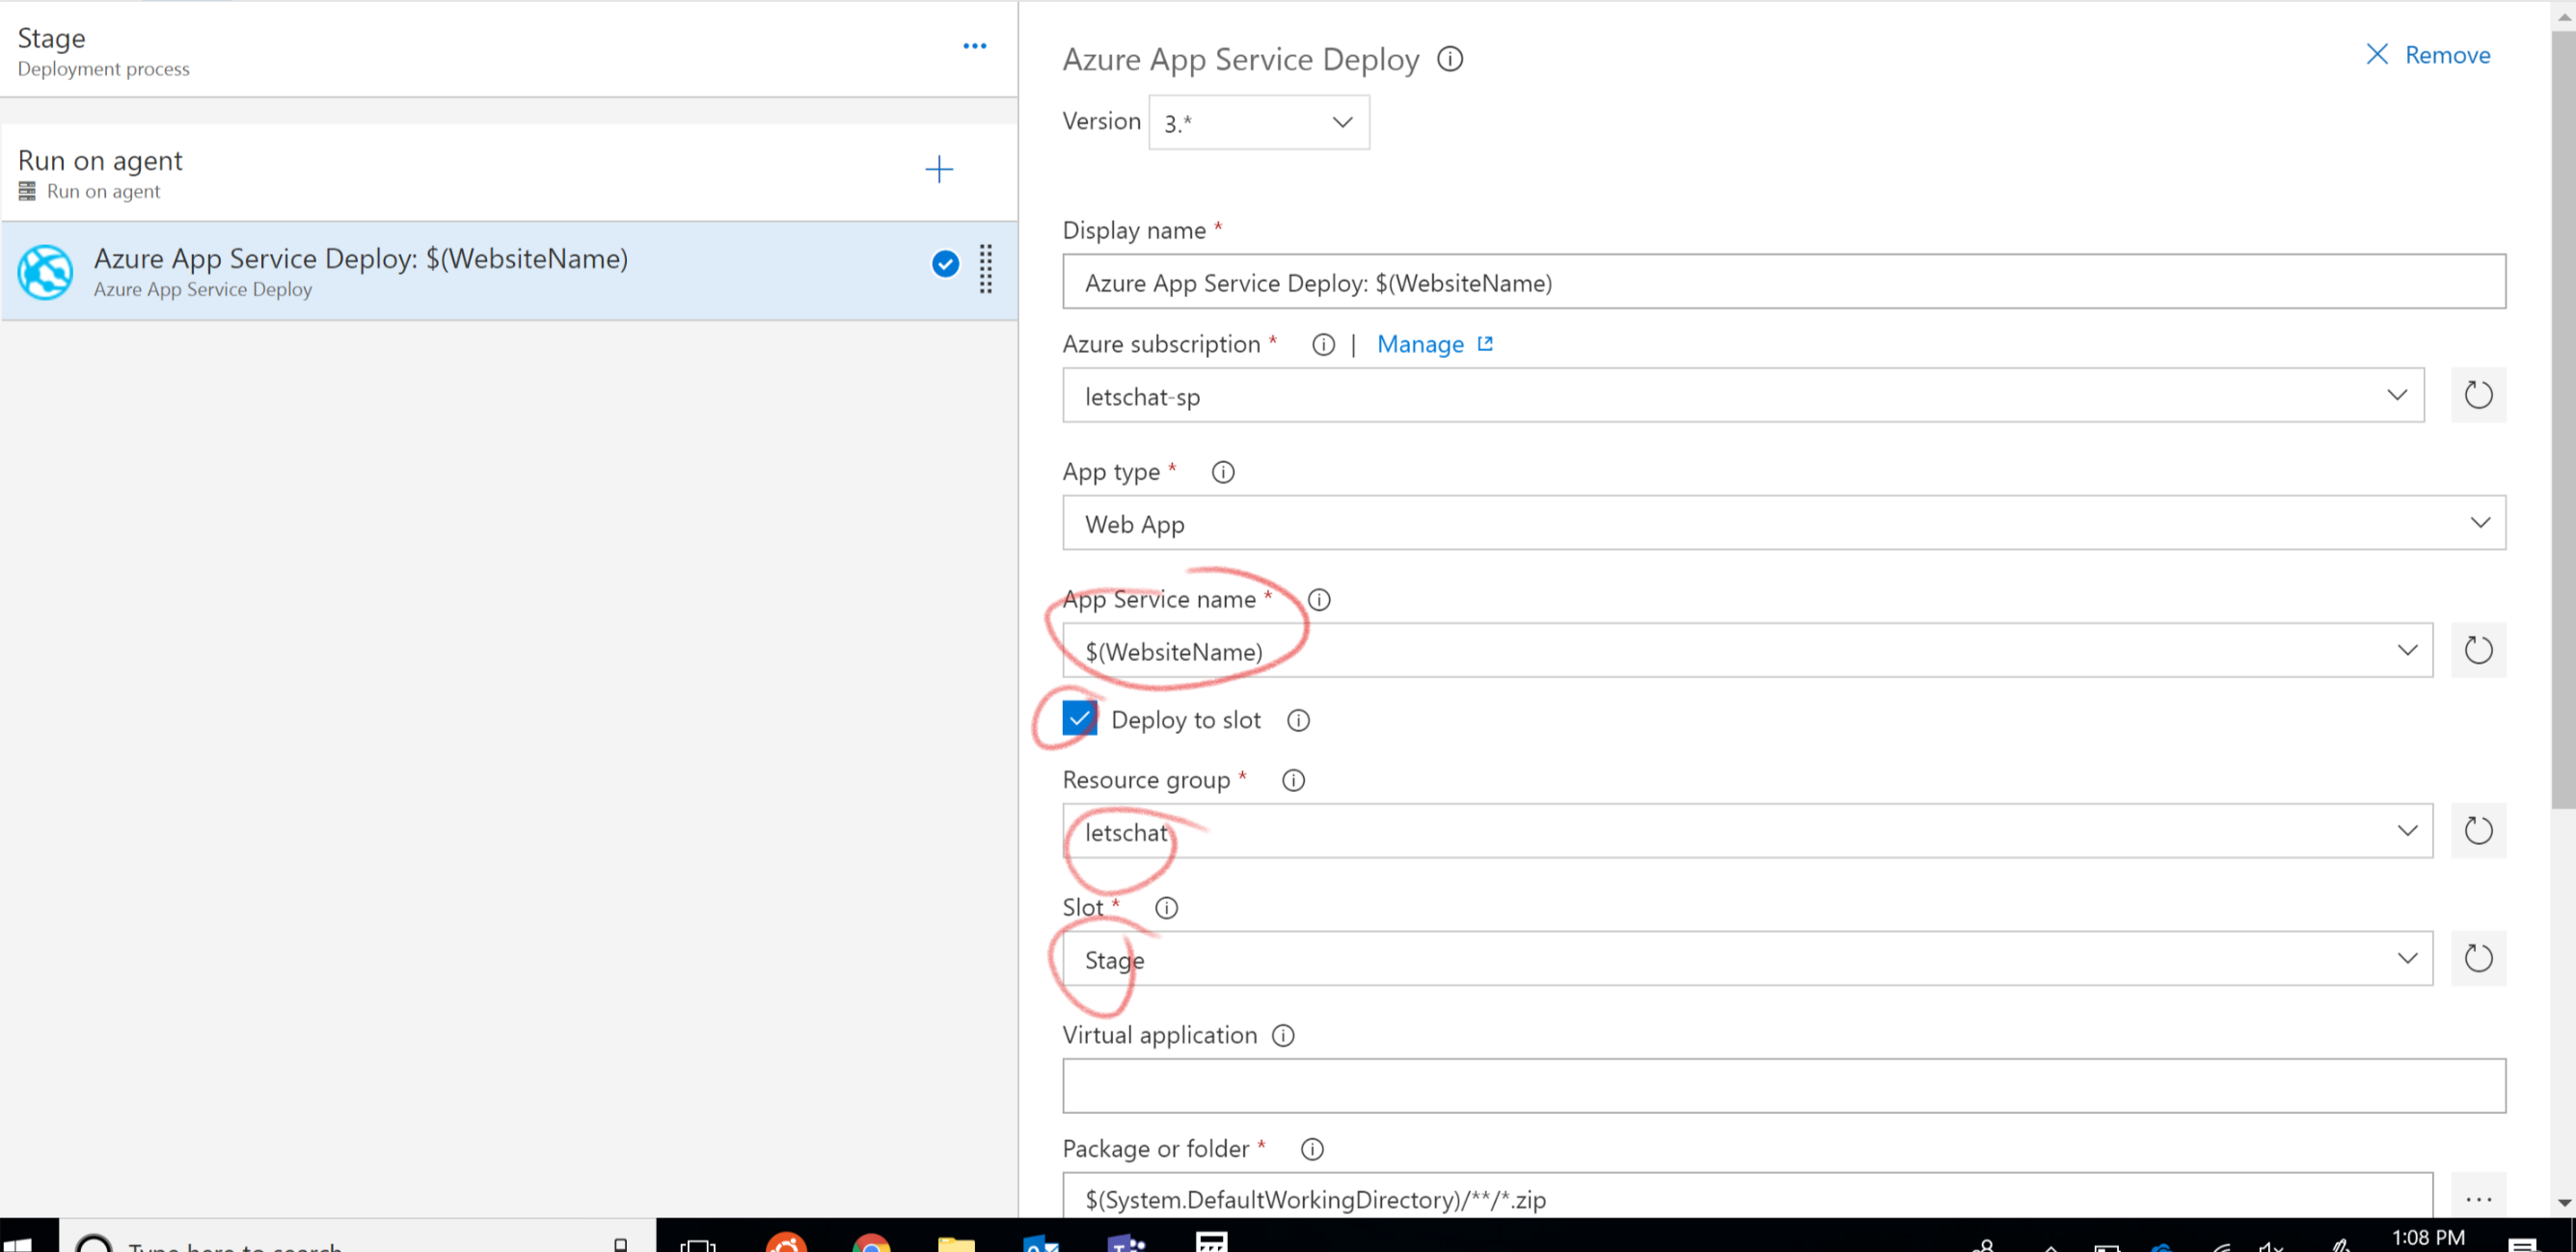 Stage
Deployment process
Run on agent
Run on agent
Azure App Service Deploy: $(WebsiteName)
Azure App Service Deploy
Azure App Service Deploy
Remove
Version 3.*
Display name *
Azure App Service Deploy: $(WebsiteName)
Azure subscription * | Manage
letschat-sp
App type *
Web App
App Service name *
$(WebsiteName)
Deploy to slot
Resource group *
letschat
Slot *
Stage
Virtual application
Package or folder *
$(System.DefaultWorkingDirectory)/**/*.zip
Type here to search
1:08 PM